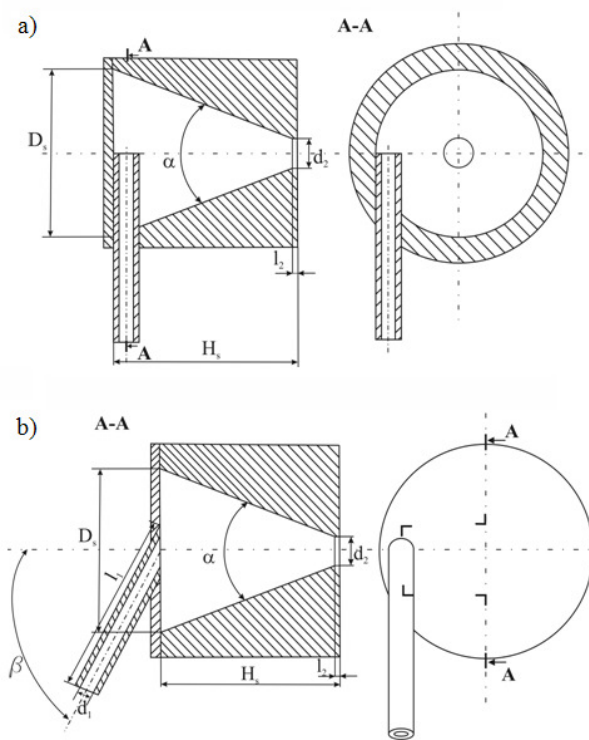 a)
A
A-A
Dₛ
α
d₂
l₂
A
Hₛ
b)
A-A
A
Dₛ
l₁
α
d₂
β
l₂
Hₛ
d₁
A